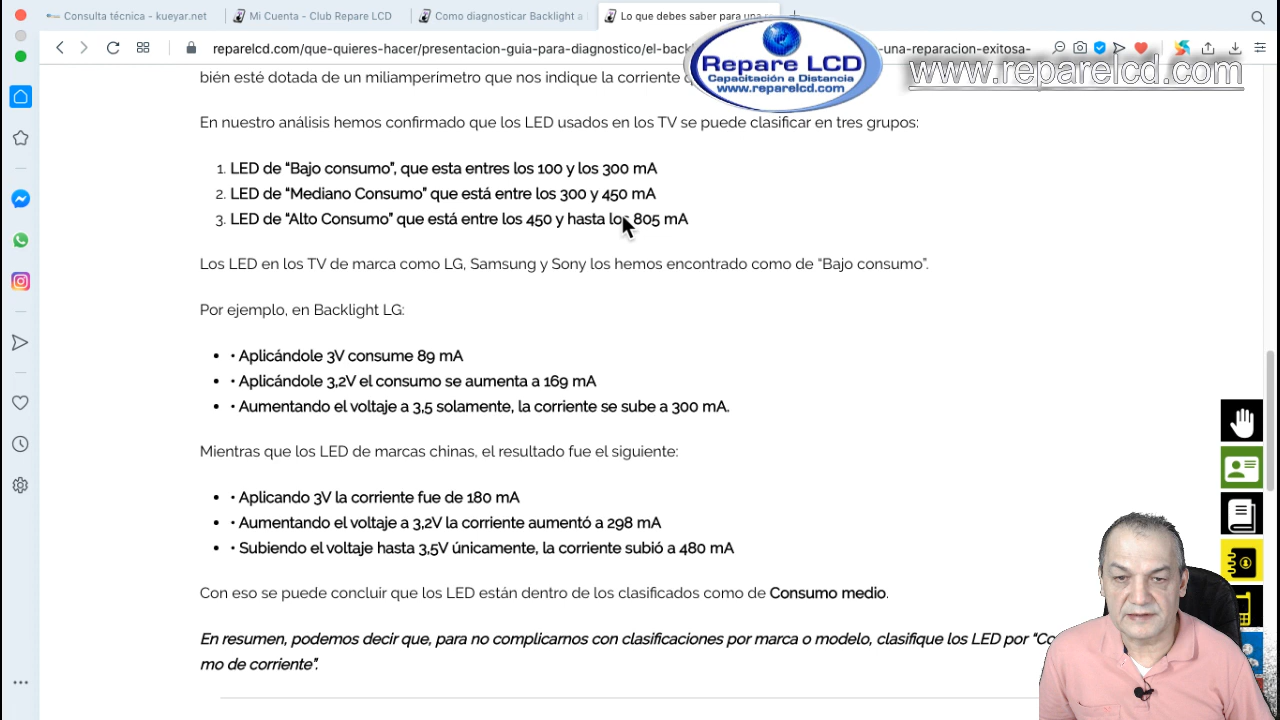 Consulta técnica - kueyar.net
Mi Cuenta - Club Repare LCD
Como diagnosticar Backlight a
Lo que debes saber para una
reparelcd.com/que-quieres-hacer/presentacion-guia-para-diagnostico/el-back
una-reparacion-exitosa-
Repare LCD
Capacitación a Distancia
www.reparelcd.com
www.reparelcd.com
bién esté dotada de un miliamperimetro que nos indique la corriente
En nuestro análisis hemos confirmado que los LED usados en los TV se puede clasificar en tres grupos:
1. LED de “Bajo consumo”, que esta entres los 100 y los 300 mA
2. LED de “Mediano Consumo” que está entre los 300 y 450 mA
3. LED de “Alto Consumo” que está entre los 450 y hasta los 805 mA
Los LED en los TV de marca como LG, Samsung y Sony los hemos encontrado como de “Bajo consumo”.
Por ejemplo, en Backlight LG:
• • Aplicándole 3V consume 89 mA
• • Aplicándole 3,2V el consumo se aumenta a 169 mA
• • Aumentando el voltaje a 3,5 solamente, la corriente se sube a 300 mA.
Mientras que los LED de marcas chinas, el resultado fue el siguiente:
• • Aplicando 3V la corriente fue de 180 mA
• • Aumentando el voltaje a 3,2V la corriente aumentó a 298 mA
• • Subiendo el voltaje hasta 3,5V únicamente, la corriente subió a 480 mA
Con eso se puede concluir que los LED están dentro de los clasificados como de Consumo medio.
En resumen, podemos decir que, para no complicarnos con clasificaciones por marca o modelo, clasifique los LED por “Co
mo de corriente”.